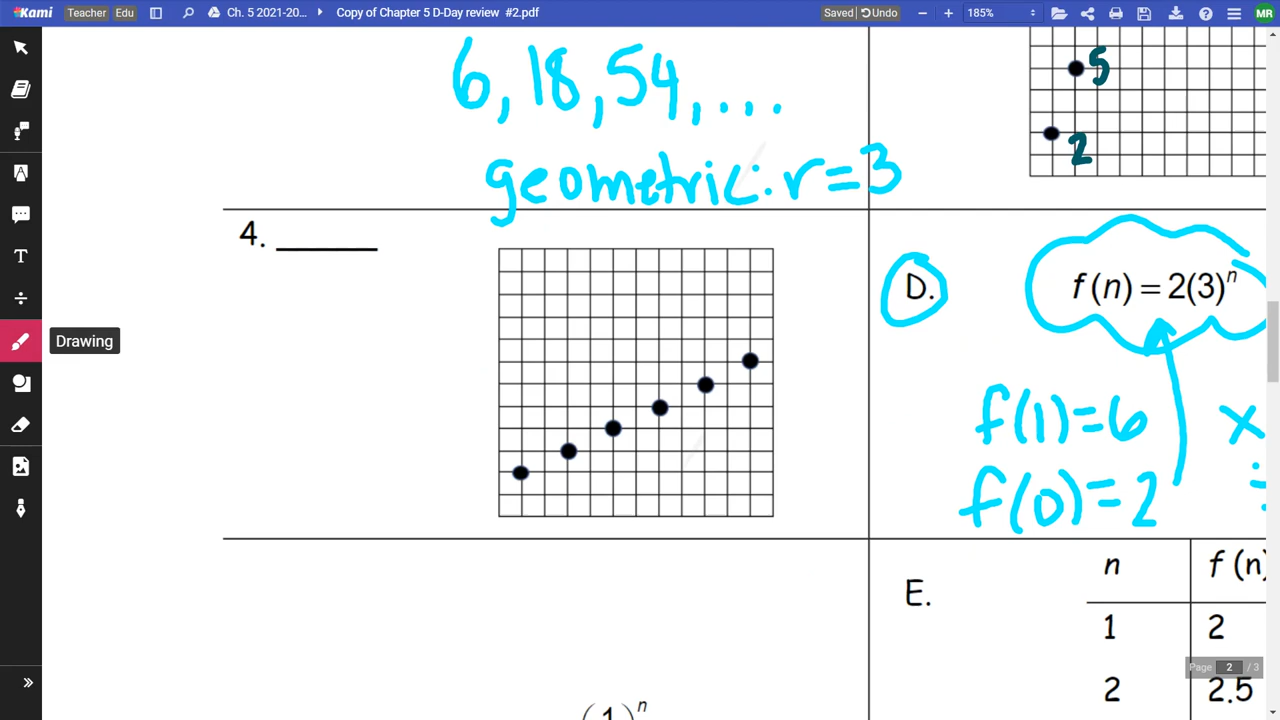 Kami Teacher Edu Ch. 5 2021-20... Copy of Chapter 5 D-Day review #2.pdf Saved Undo 185% MR
6, 18, 54, ...
geometric: r = 3
5
2
4. ______
Drawing
D. f(n) = 2(3)ⁿ
f(1) = 6 x
f(0) = 2 ÷
E. n f(n)
1 2
2 2.5
Page 2 / 3